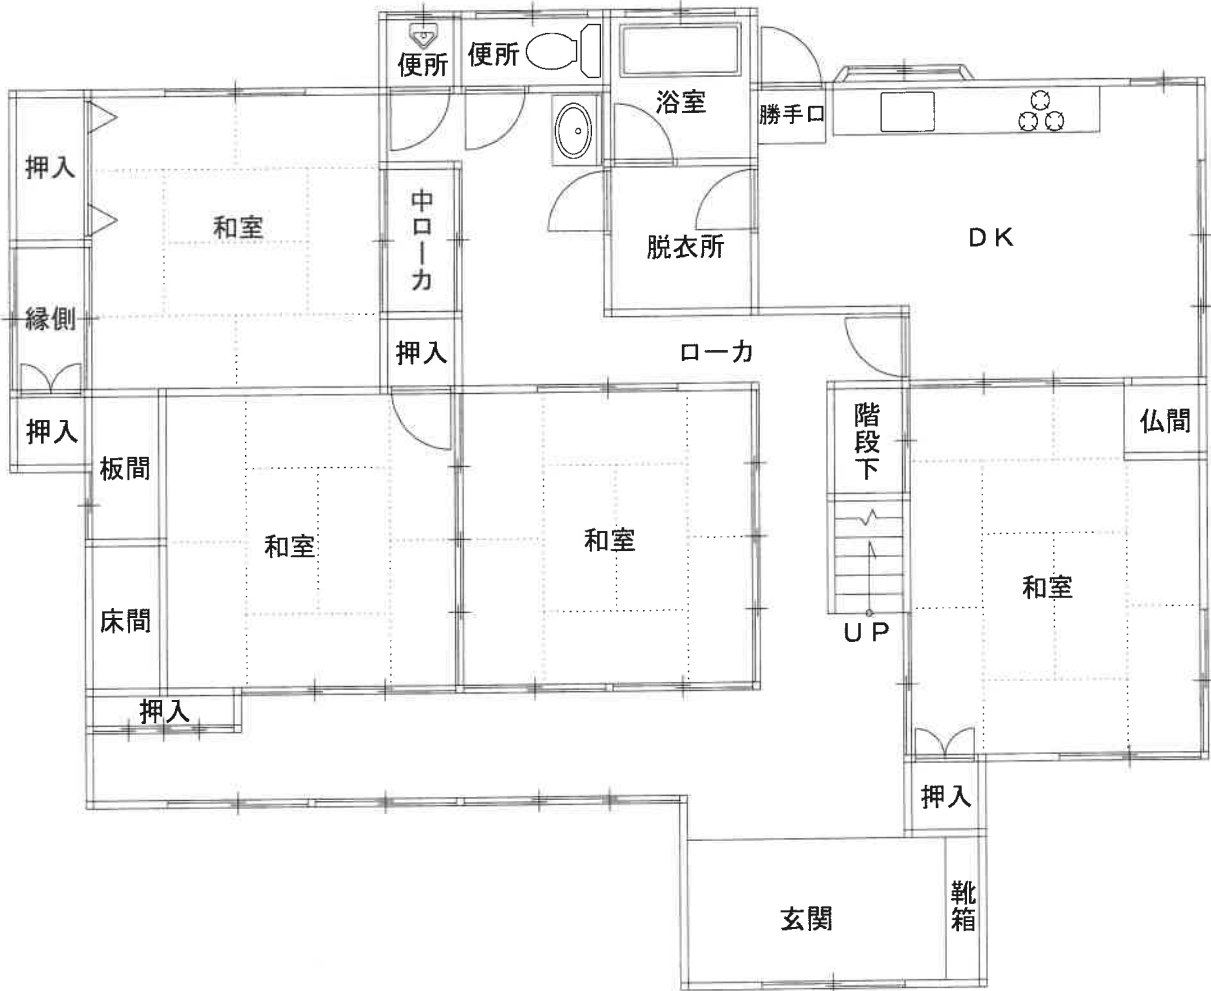 便所
便所
浴室
勝手口
押入
和室
中ローカ
脱衣所
DK
縁側
押入
ローカ
押入
板間
階段下
仏間
和室
和室
和室
床間
UP
押入
押入
玄関
靴箱